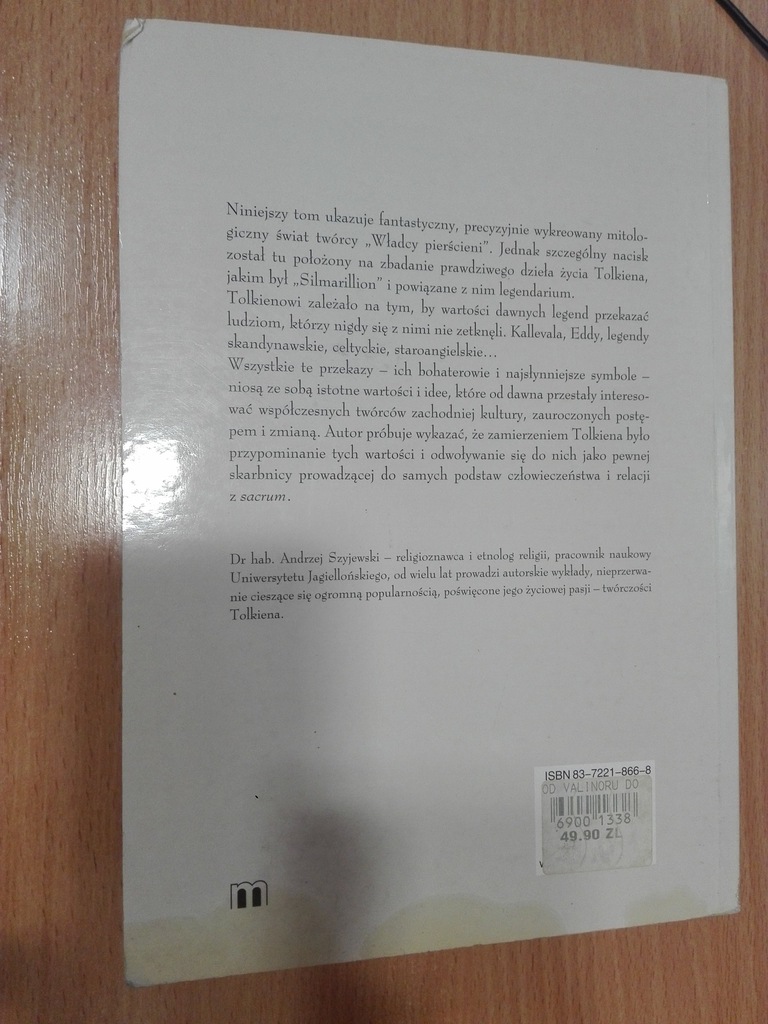 Niniejszy tom ukazuje fantastyczny, precyzyjnie wykreowany mitolo-
giczny świat twórcy „Władcy pierścieni”. Jednak szczególny nacisk
został tu położony na zbadanie prawdziwego dzieła życia Tolkiena,
jakim był „Silmarillion” i powiązane z nim legendarium.
Tolkienowi zależało na tym, by wartości dawnych legend przekazać
ludziom, którzy nigdy się z nimi nie zetknęli. Kallevala, Eddy, legendy
skandynawskie, celtyckie, staroangielskie...
Wszystkie te przekazy – ich bohaterowie i najsłynniejsze symbole –
niosą ze sobą istotne wartości i idee, które od dawna przestały intereso-
wać współczesnych twórców zachodniej kultury, zauroczonych postę-
pem i zmianą. Autor próbuje wykazać, że zamierzeniem Tolkiena było
przypominanie tych wartości i odwoływanie się do nich jako pewnej
skarbnicy prowadzącej do samych podstaw człowieczeństwa i relacji
z sacrum.
Dr hab. Andrzej Szyjewski – religioznawca i etnolog religii, pracownik naukowy
Uniwersytetu Jagiellońskiego, od wielu lat prowadzi autorskie wykłady, nieprzerwa-
nie cieszące się ogromną popularnością, poświęcone jego życiowej pasji – twórczości
Tolkiena.
ISBN 83-7221-866-8
OD VALINORU DO
6900 1338
49.90 ZŁ
m